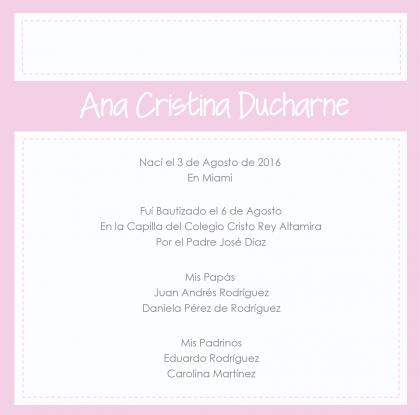 Ana Cristina Ducharne
Nací el 3 de Agosto de 2016
En Miami
Fuí Bautizado el 6 de Agosto
En la Capilla del Colegio Cristo Rey Altamira
Por el Padre José Díaz
Mis Papás
Juan Andrés Rodríguez
Daniela Pérez de Rodríguez
Mis Padrinos
Eduardo Rodríguez
Carolina Martínez